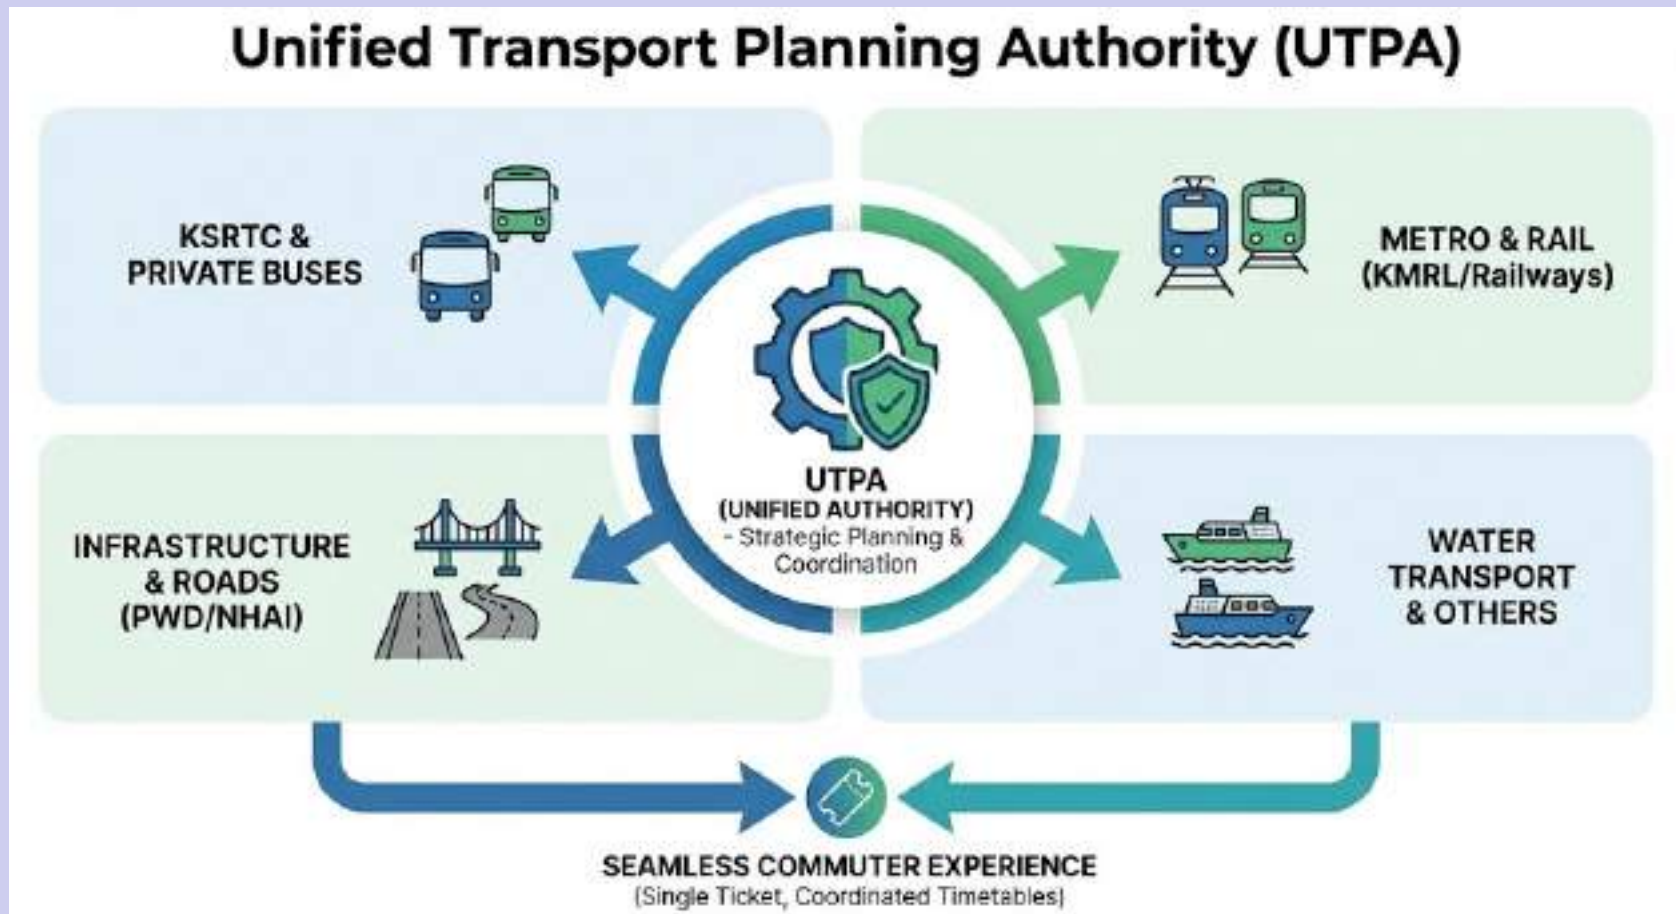 Unified Transport Planning Authority (UTPA)
KSRTC &
PRIVATE BUSES
METRO & RAIL
(KMRL/Railways)
UTPA
(UNIFIED AUTHORITY)
- Strategic Planning &
Coordination
INFRASTRUCTURE
& ROADS
(PWD/NHAI)
WATER
TRANSPORT
& OTHERS
SEAMLESS COMMUTER EXPERIENCE
(Single Ticket, Coordinated Timetables)